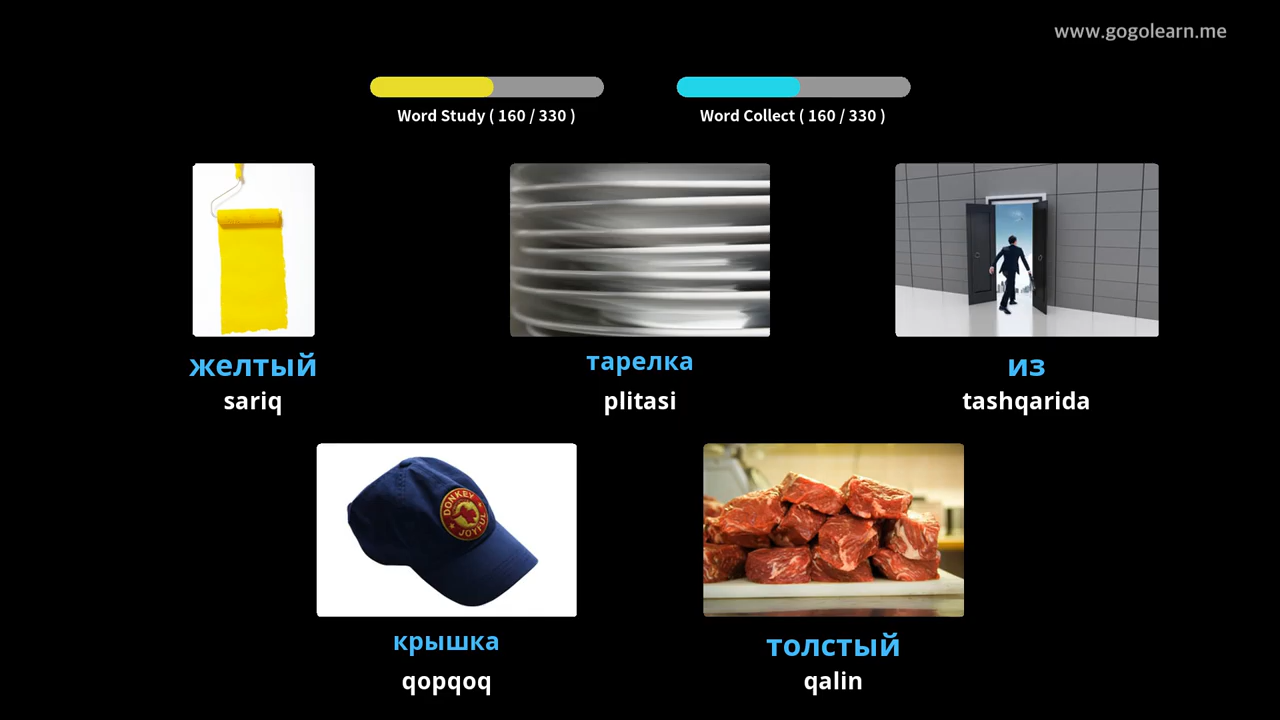 www.gogolearn.me
Word Study ( 160 / 330 )
Word Collect ( 160 / 330 )
желтый
sariq
тарелка
plitasi
из
tashqarida
DONKEY
JOYFUL
крышка
qopqoq
толстый
qalin